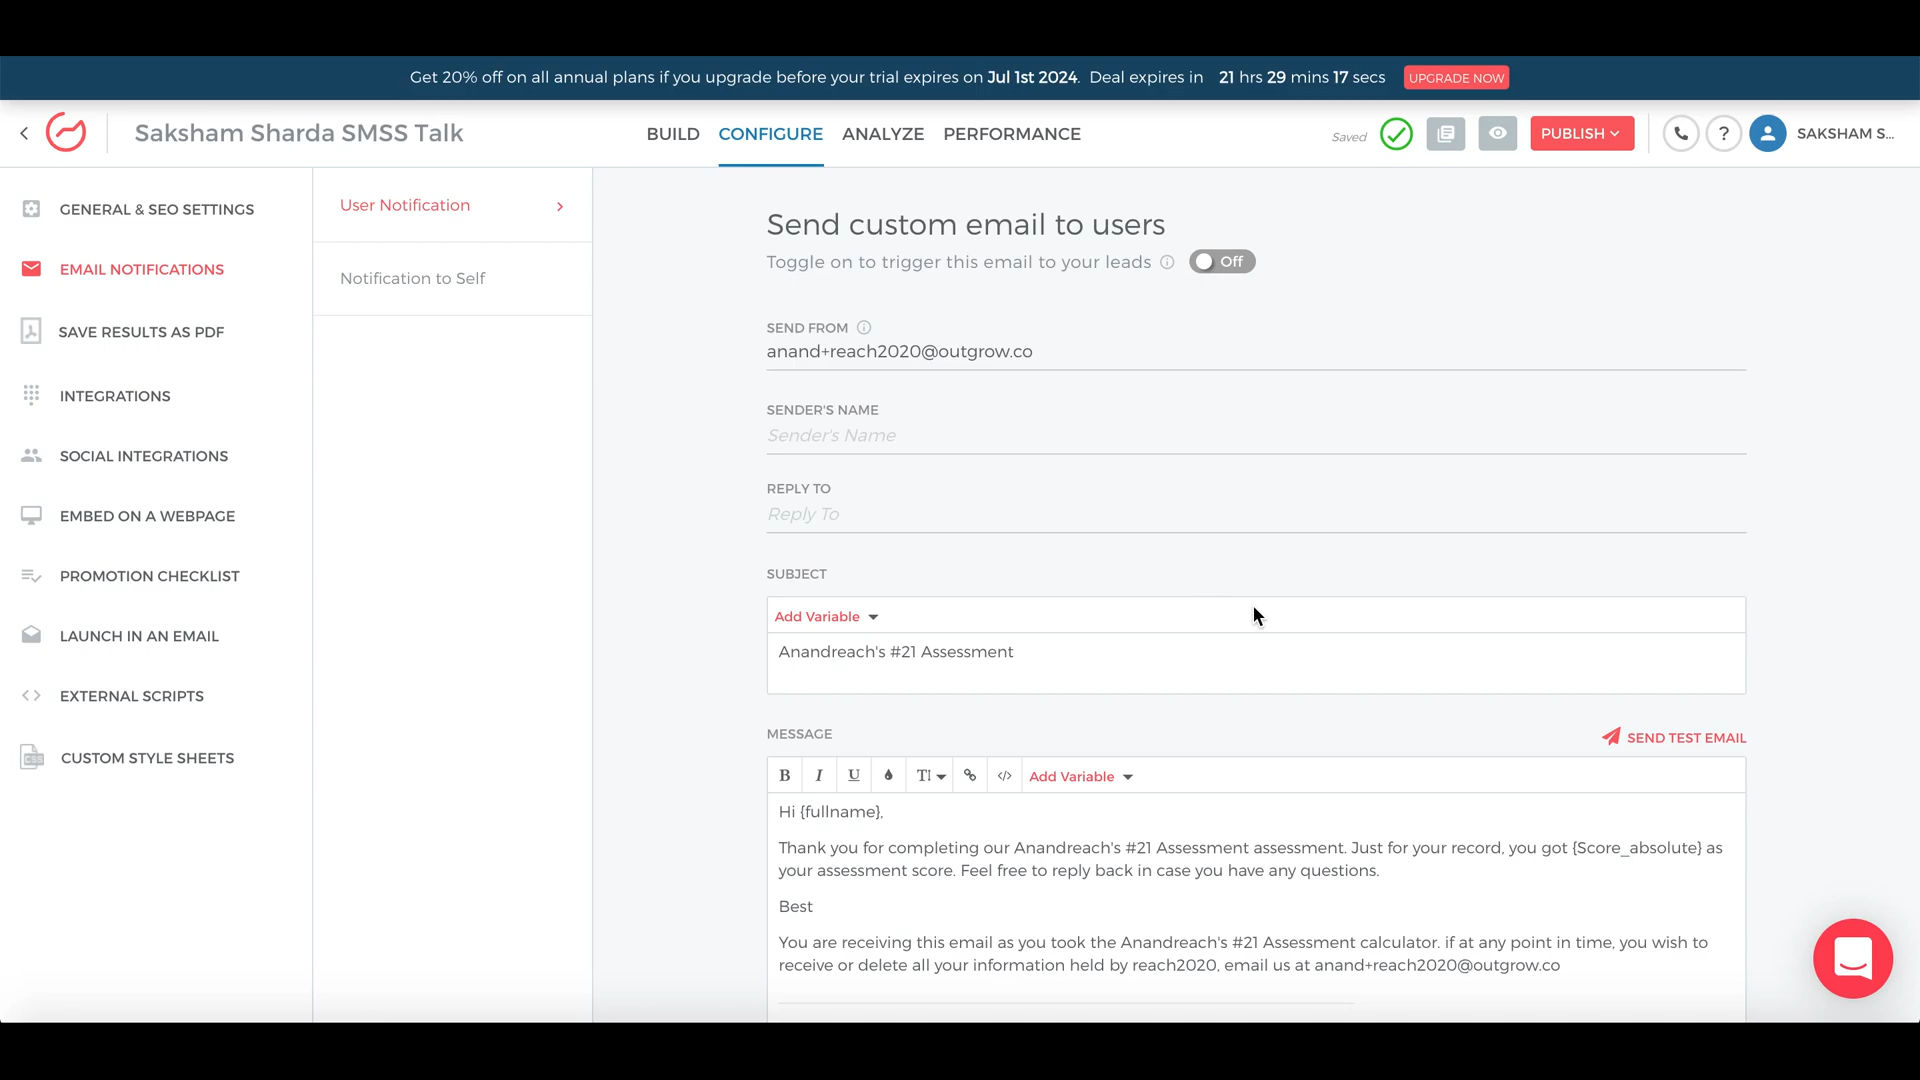 Get 20% off on all annual plans if you upgrade before your trial expires on Jul 1st 2024. Deal expires in 21 hrs 29 mins 17 secs UPGRADE NOW
Saksham Sharda SMSS Talk BUILD CONFIGURE ANALYZE PERFORMANCE Saved PUBLISH ? SAKSHAM S...
GENERAL & SEO SETTINGS
EMAIL NOTIFICATIONS
SAVE RESULTS AS PDF
INTEGRATIONS
SOCIAL INTEGRATIONS
EMBED ON A WEBPAGE
PROMOTION CHECKLIST
LAUNCH IN AN EMAIL
EXTERNAL SCRIPTS
CSS CUSTOM STYLE SHEETS
User Notification
Notification to Self
Send custom email to users
Toggle on to trigger this email to your leads Off
SEND FROM
anand+reach2020@outgrow.co
SENDER'S NAME
Sender's Name
REPLY TO
Reply To
SUBJECT
Add Variable
Anandreach's #21 Assessment
MESSAGE SEND TEST EMAIL
B I U T! </> Add Variable
Hi {fullname},
Thank you for completing our Anandreach's #21 Assessment assessment. Just for your record, you got {Score_absolute} as
your assessment score. Feel free to reply back in case you have any questions.
Best
You are receiving this email as you took the Anandreach's #21 Assessment calculator. if at any point in time, you wish to
receive or delete all your information held by reach2020, email us at anand+reach2020@outgrow.co